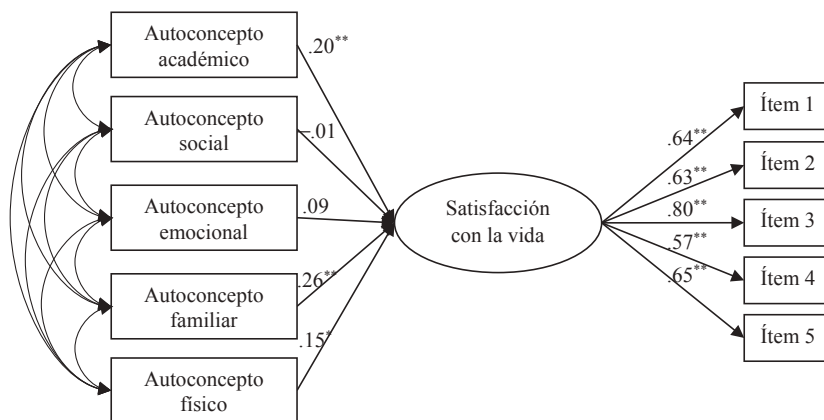 Autoconcepto
académico
Autoconcepto
social
Autoconcepto
emocional
Autoconcepto
familiar
Autoconcepto
físico
.20**
–.01
.09
.26**
.15*
Satisfacción
con la vida
.64**
.63**
.80**
.57**
.65**
Ítem 1
Ítem 2
Ítem 3
Ítem 4
Ítem 5